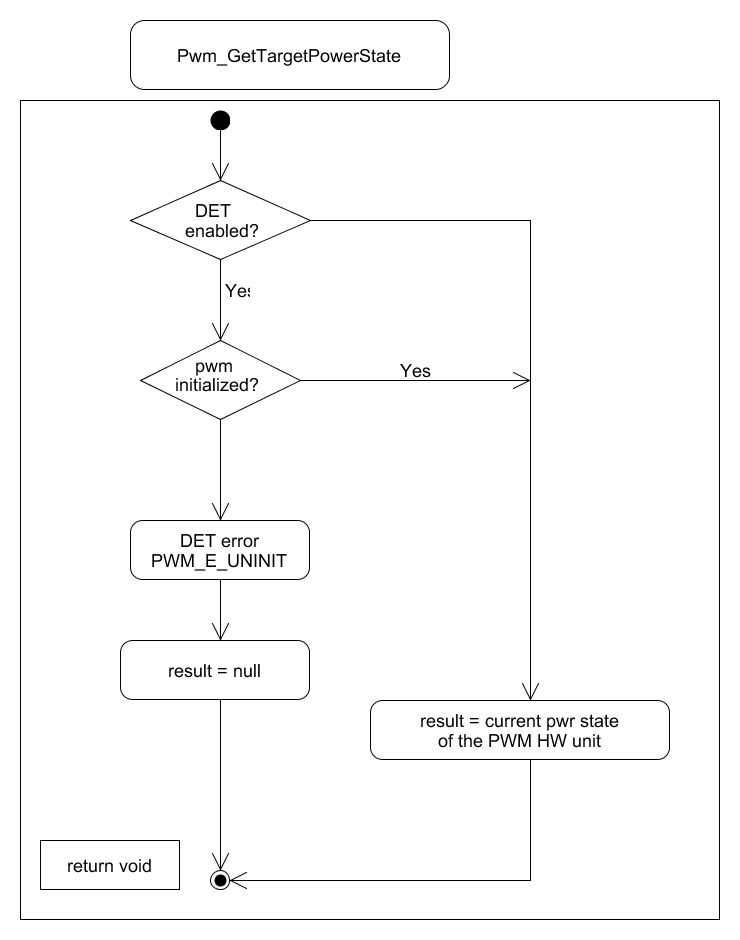 Pwm_GetTargetPowerState
DET
enabled?
Yes
pwm
initialized?
Yes
DET error
PWM_E_UNINIT
result = null
result = current pwr state
of the PWM HW unit
return void